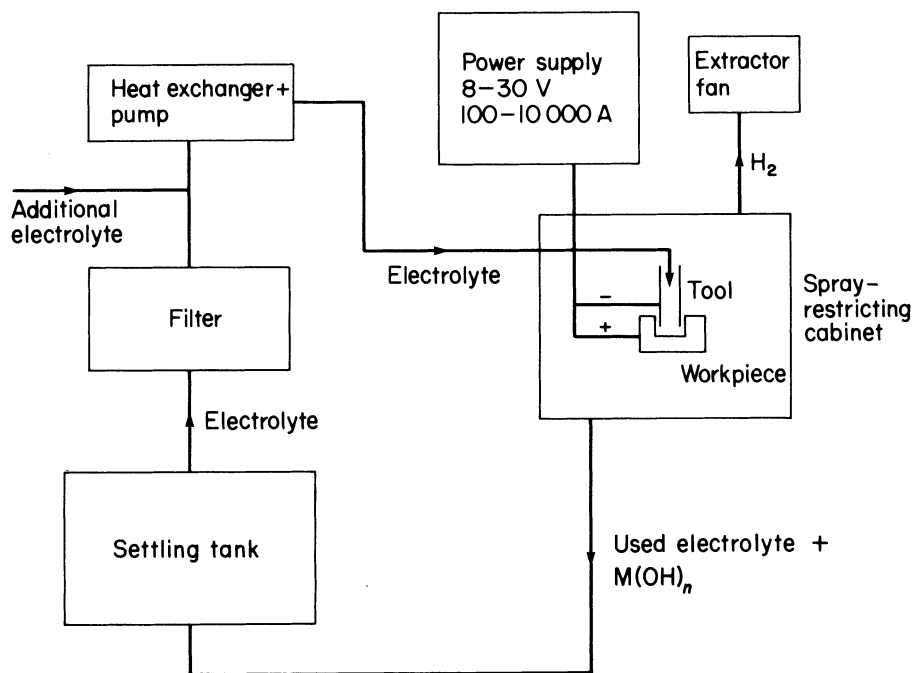 Heat exchanger +
pump
Power supply
8–30 V
100–10 000 A
Extractor
fan
H₂
Additional
electrolyte
Electrolyte
Filter
–
Tool
+
Workpiece
Spray–
restricting
cabinet
Electrolyte
Settling tank
Used electrolyte +
M(OH)ₙ